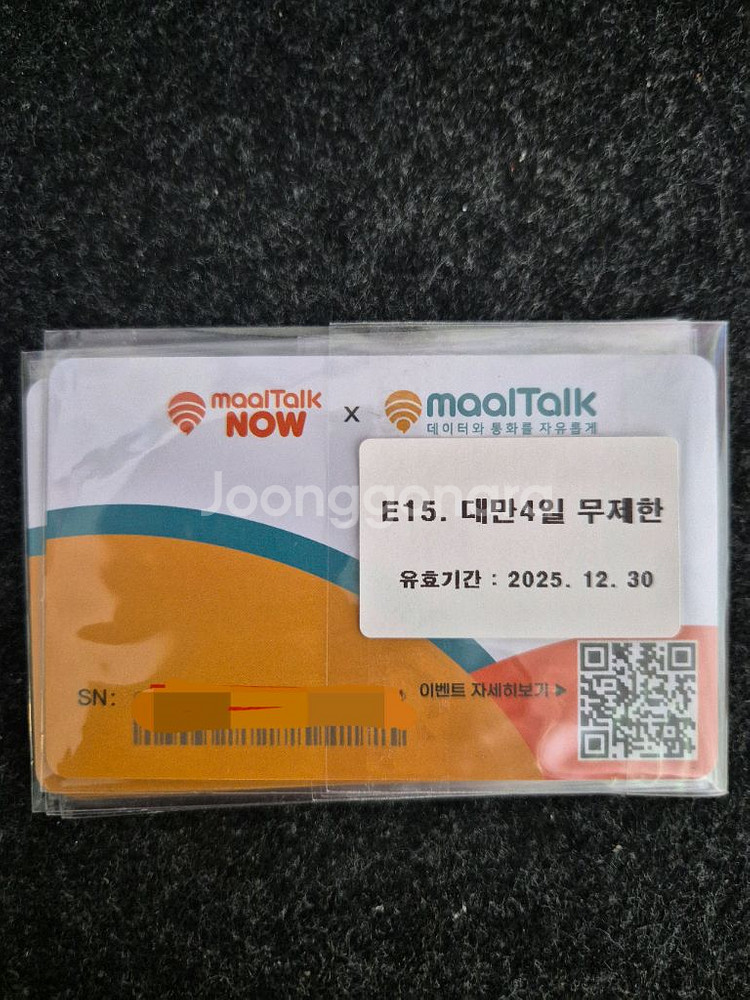 maalTalk NOW x maalTalk
데이터와 통화를 자유롭게
Joonggonara
E15. 대만4일 무제한
유효기간 : 2025. 12. 30
SN:
이벤트 자세히보기 >